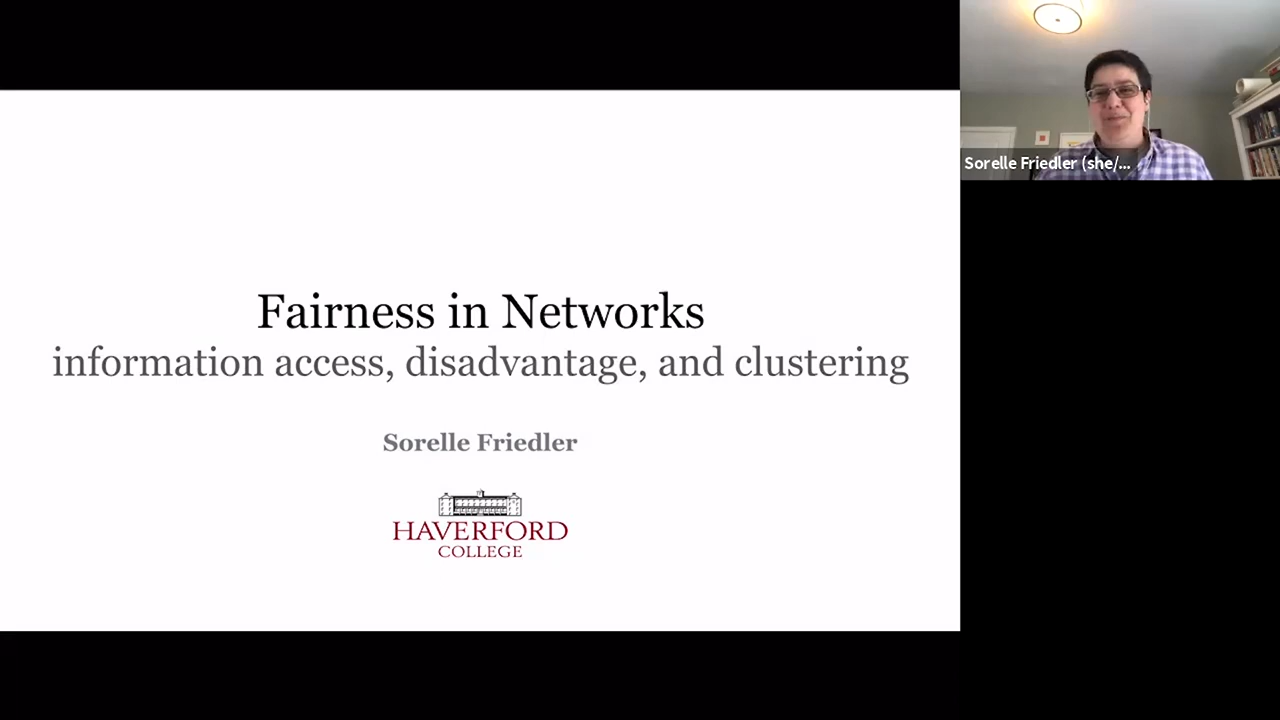 Fairness in Networks
information access, disadvantage, and clustering
Sorelle Friedler
HAVERFORD
COLLEGE
Sorelle Friedler (she/...